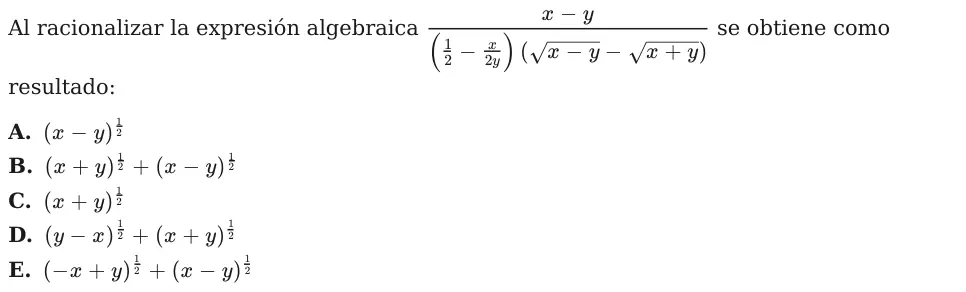 Al racionalizar la expresión algebraica $\frac{x-y}{\left(\frac{1}{2}-\frac{x}{2y}\right)(\sqrt{x-y}-\sqrt{x+y})}$ se obtiene como
resultado:
A. $(x-y)^{\frac{1}{2}}$
B. $(x+y)^{\frac{1}{2}}+(x-y)^{\frac{1}{2}}$
C. $(x+y)^{\frac{1}{2}}$
D. $(y-x)^{\frac{1}{2}}+(x+y)^{\frac{1}{2}}$
E. $(-x+y)^{\frac{1}{2}}+(x-y)^{\frac{1}{2}}$